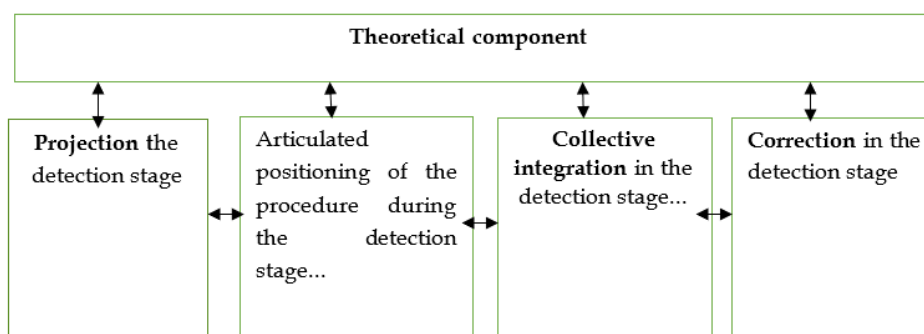 Theoretical component
Projection the
detection stage
Articulated
positioning of the
procedure during
the detection
stage...
Collective
integration in the
detection stage...
Correction in the
detection stage